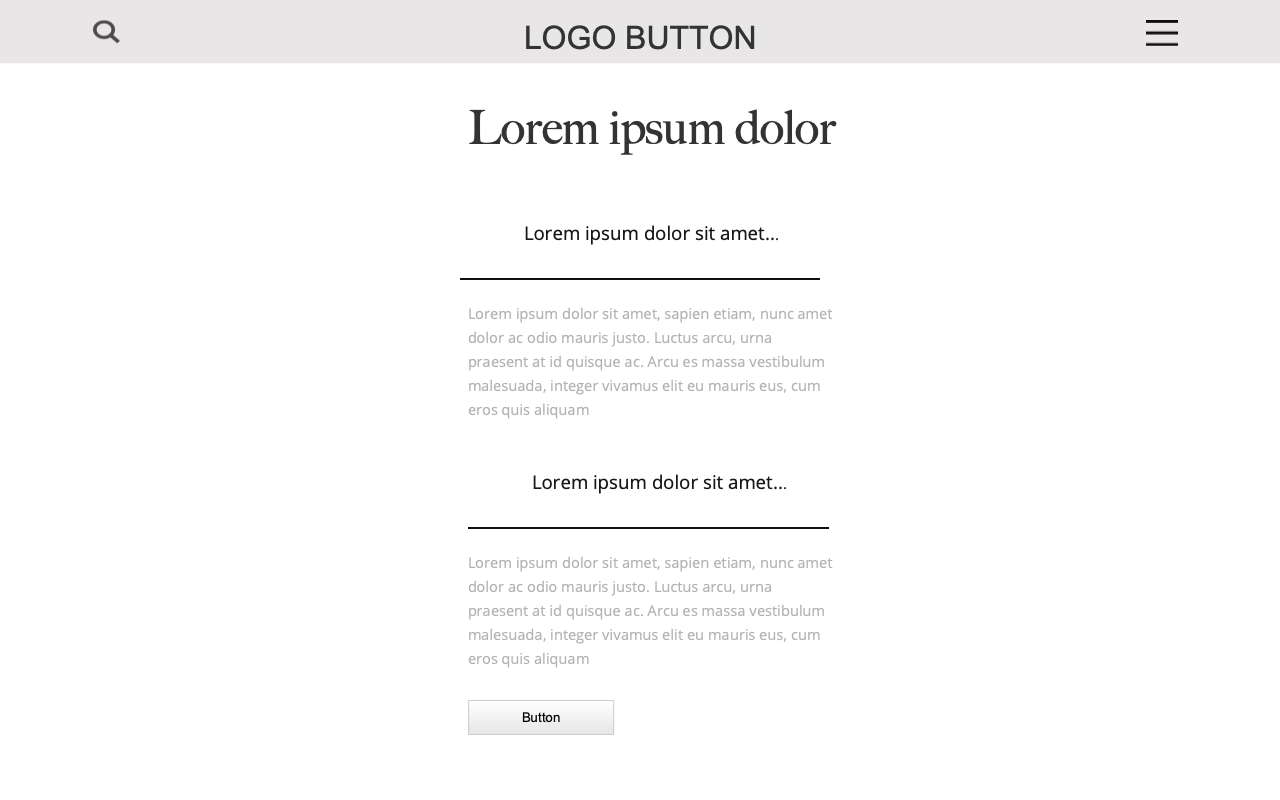 LOGO BUTTON
Lorem ipsum dolor
Lorem ipsum dolor sit amet...
Lorem ipsum dolor sit amet, sapien etiam, nunc amet
dolor ac odio mauris justo. Luctus arcu, urna
praesent at id quisque ac. Arcu es massa vestibulum
malesuada, integer vivamus elit eu mauris eus, cum
eros quis aliquam
Lorem ipsum dolor sit amet...
Lorem ipsum dolor sit amet, sapien etiam, nunc amet
dolor ac odio mauris justo. Luctus arcu, urna
praesent at id quisque ac. Arcu es massa vestibulum
malesuada, integer vivamus elit eu mauris eus, cum
eros quis aliquam
Button